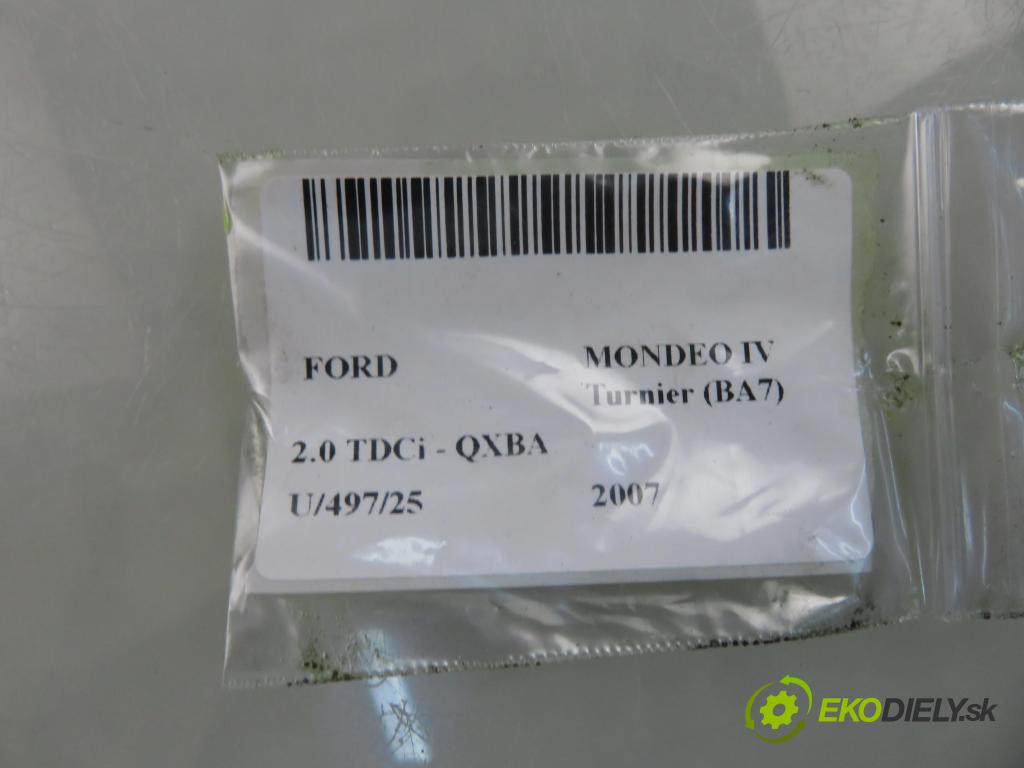 FORD
MONDEO IV
Turnier (BA7)
2.0 TDCi - QXBA
U/497/25
2007
EKODIELY.sk